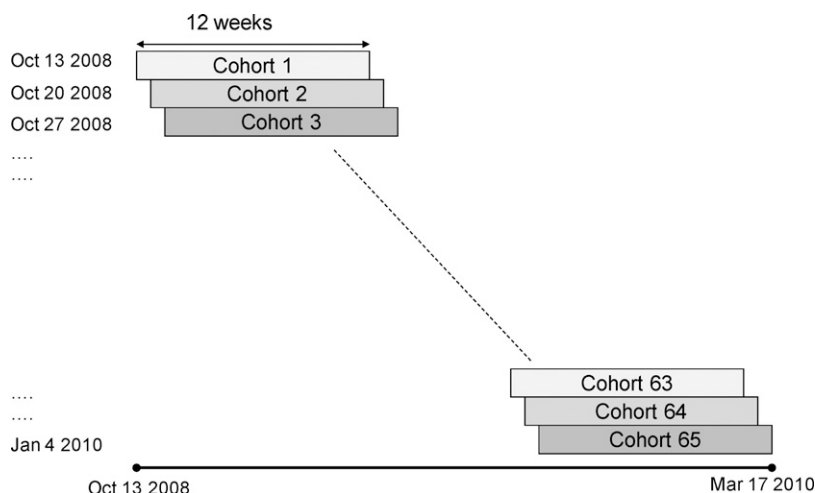 12 weeks
Oct 13 2008 Cohort 1
Oct 20 2008 Cohort 2
Oct 27 2008 Cohort 3
....
....
.... Cohort 63
.... Cohort 64
Jan 4 2010 Cohort 65
Oct 13 2008 Mar 17 2010